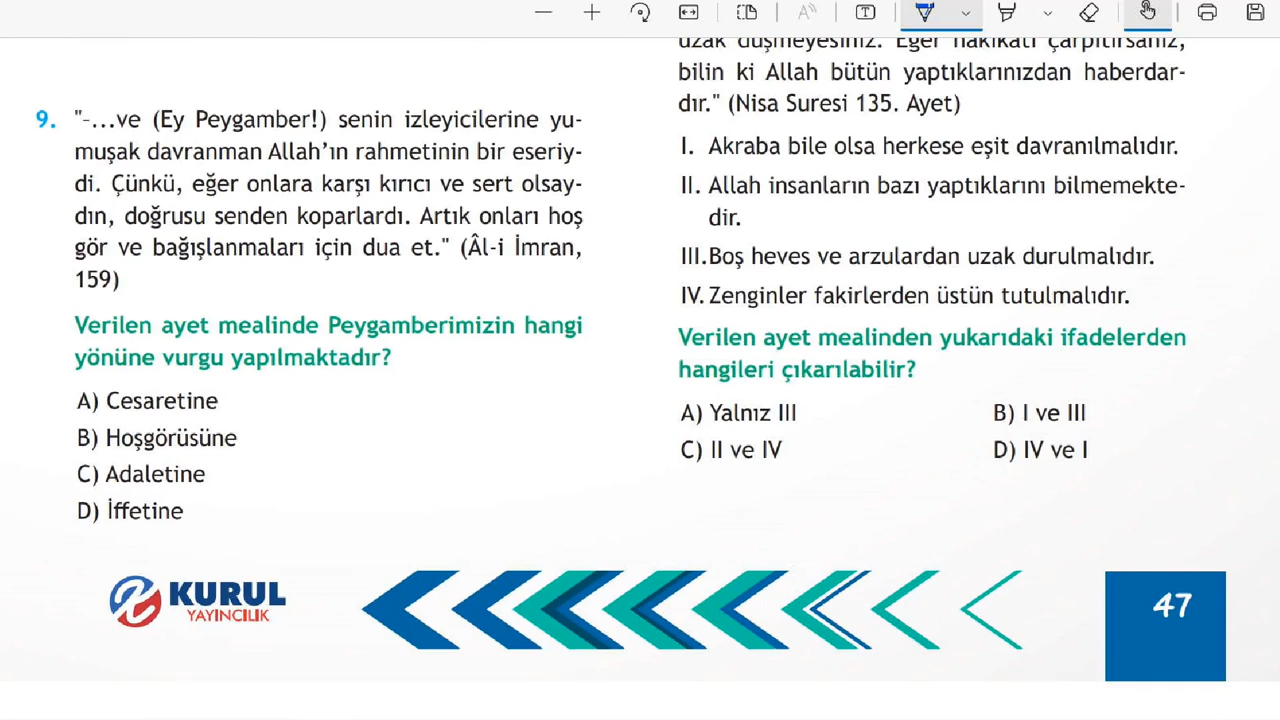 9. "-...ve (Ey Peygamber!) senin izleyicilerine yu-
muşak davranman Allah'ın rahmetinin bir eseriy-
di. Çünkü, eğer onlara karşı kırıcı ve sert olsay-
dın, doğrusu senden koparlardı. Artık onları hoş
gör ve bağışlanmaları için dua et." (Âl-i İmran,
159)
Verilen ayet mealinde Peygamberimizin hangi
yönüne vurgu yapılmaktadır?
A) Cesaretine
B) Hoşgörüsüne
C) Adaletine
D) İffetine
uzak düşmeyesiniz. Eğer hakikati çarpıtırsanız,
bilin ki Allah bütün yaptıklarınızdan haberdar-
dır." (Nisa Suresi 135. Ayet)
I. Akraba bile olsa herkese eşit davranılmalıdır.
II. Allah insanların bazı yaptıklarını bilmemekte-
dir.
III.Boş heves ve arzulardan uzak durulmalıdır.
IV. Zenginler fakirlerden üstün tutulmalıdır.
Verilen ayet mealinden yukarıdaki ifadelerden
hangileri çıkarılabilir?
A) Yalnız III B) I ve III
C) II ve IV D) IV ve I
KURUL
YAYINCILIK
47